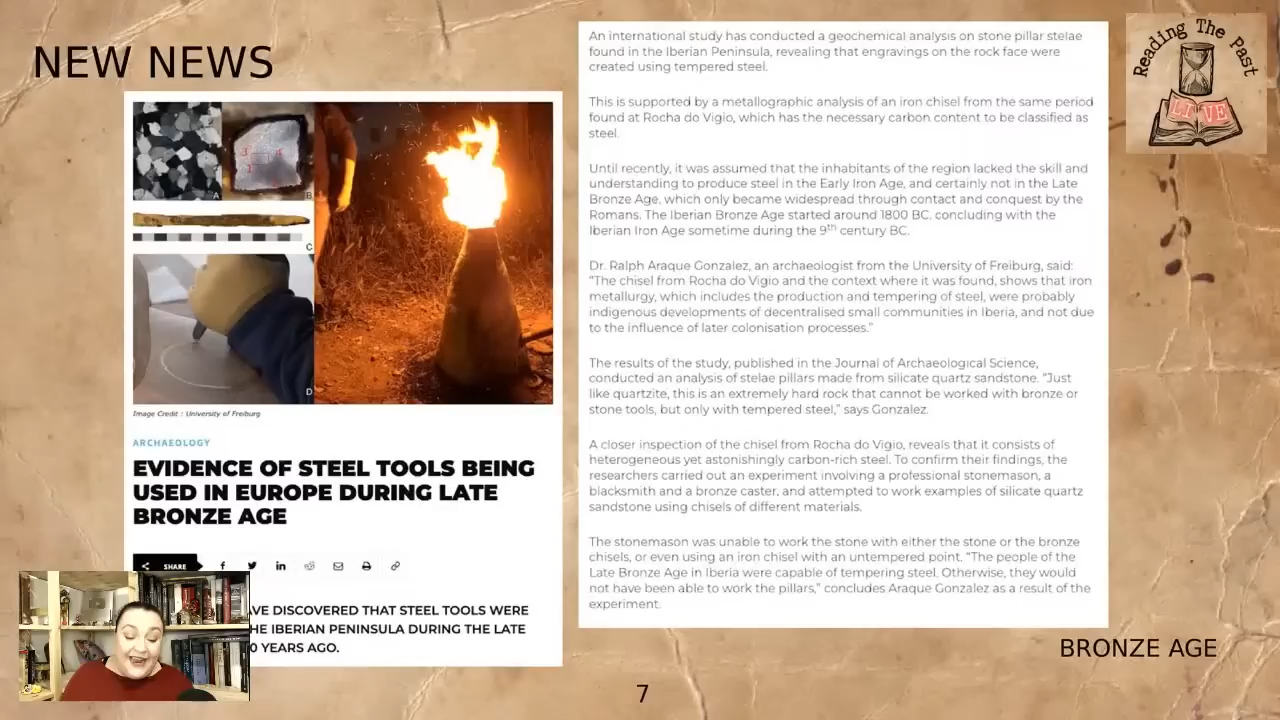 NEW NEWS
Reading The Past
LIVE
A
B
3
4
1
C
D
Image Credit : University of Freiburg
ARCHAEOLOGY
EVIDENCE OF STEEL TOOLS BEING
USED IN EUROPE DURING LATE
BRONZE AGE
SHARE
VE DISCOVERED THAT STEEL TOOLS WERE
HE IBERIAN PENINSULA DURING THE LATE
0 YEARS AGO.
An international study has conducted a geochemical analysis on stone pillar stelae
found in the Iberian Peninsula, revealing that engravings on the rock face were
created using tempered steel.
This is supported by a metallographic analysis of an iron chisel from the same period
found at Rocha do Vigio, which has the necessary carbon content to be classified as
steel.
Until recently, it was assumed that the inhabitants of the region lacked the skill and
understanding to produce steel in the Early Iron Age, and certainly not in the Late
Bronze Age, which only became widespread through contact and conquest by the
Romans. The Iberian Bronze Age started around 1800 BC, concluding with the
Iberian Iron Age sometime during the 9th century BC.
Dr. Ralph Araque Gonzalez, an archaeologist from the University of Freiburg, said:
“The chisel from Rocha do Vigio and the context where it was found, shows that iron
metallurgy, which includes the production and tempering of steel, were probably
indigenous developments of decentralised small communities in Iberia, and not due
to the influence of later colonisation processes.”
The results of the study, published in the Journal of Archaeological Science,
conducted an analysis of stelae pillars made from silicate quartz sandstone. “Just
like quartzite, this is an extremely hard rock that cannot be worked with bronze or
stone tools, but only with tempered steel,” says Gonzalez.
A closer inspection of the chisel from Rocha do Vigio, reveals that it consists of
heterogeneous yet astonishingly carbon-rich steel. To confirm their findings, the
researchers carried out an experiment involving a professional stonemason, a
blacksmith and a bronze caster, and attempted to work examples of silicate quartz
sandstone using chisels of different materials.
The stonemason was unable to work the stone with either the stone or the bronze
chisels, or even using an iron chisel with an untempered point. “The people of the
Late Bronze Age in Iberia were capable of tempering steel. Otherwise, they would
not have been able to work the pillars,” concludes Araque Gonzalez as a result of the
experiment.
BRONZE AGE
7